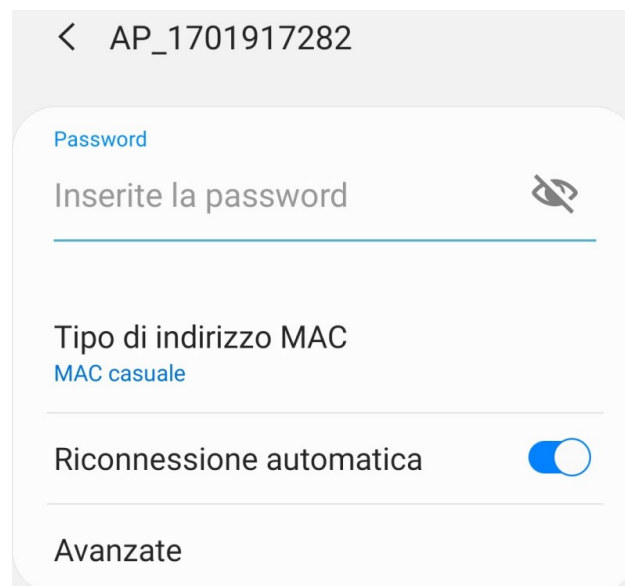 AP_1701917282
Password
Inserite la password
Tipo di indirizzo MAC
MAC casuale
Riconnessione automatica
Avanzate